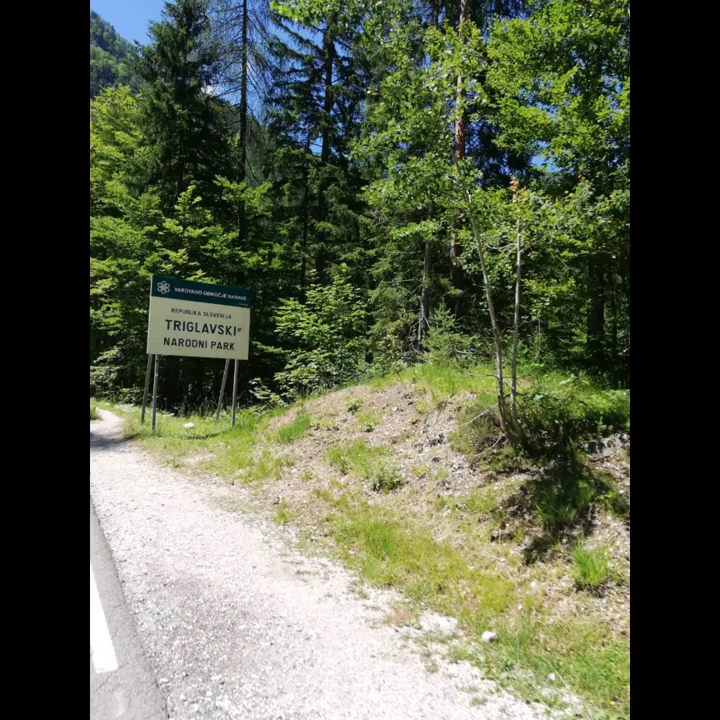 VAROVANO OBMOČJE NARAVE
REPUBLIKA SLOVENIJA
TRIGLAVSKI
NARODNI PARK